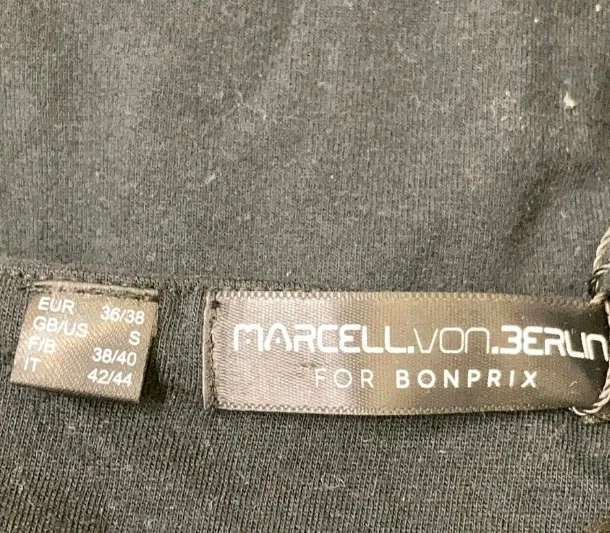 EUR 36/38
GB/US S
F/B 38/40
IT 42/44
MARCELL.VON.BERLIN
FOR BONPRIX